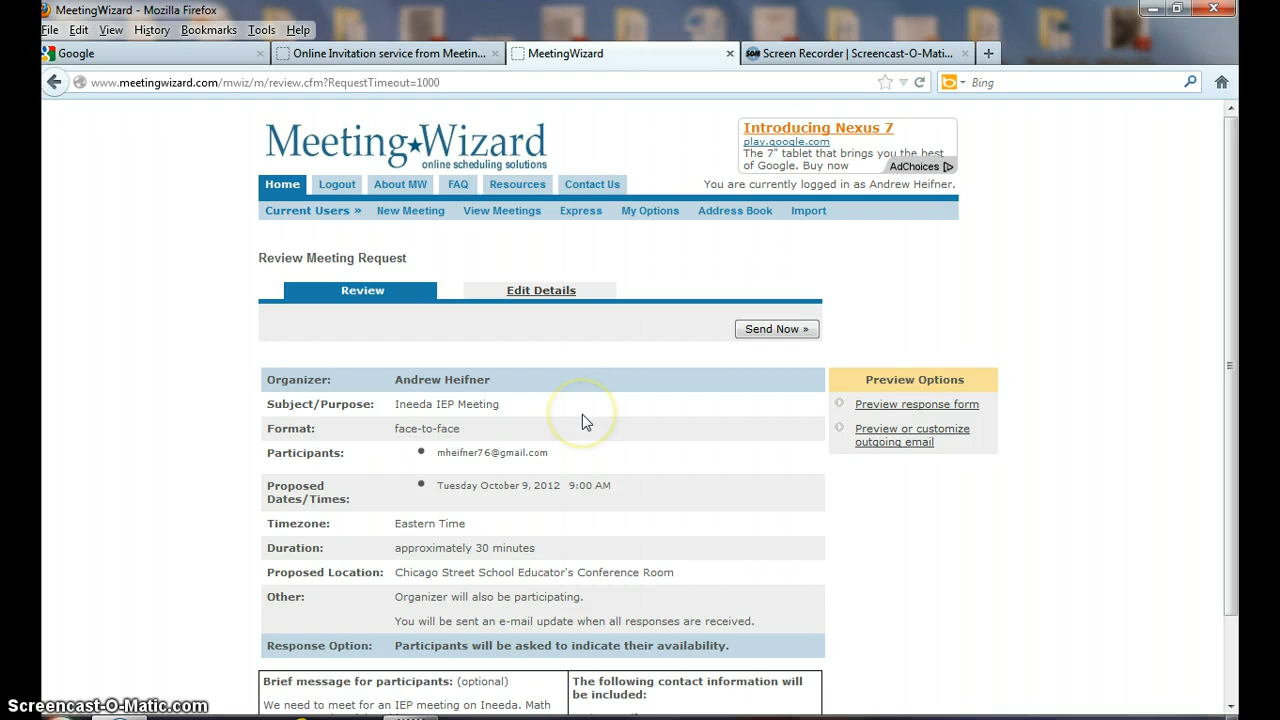 MeetingWizard - Mozilla Firefox
File Edit View History Bookmarks Tools Help
Google × Online Invitation service from Meetin... × MeetingWizard × SOM Screen Recorder | Screencast-O-Mati... × +
www.meetingwizard.com/mwiz/m/review.cfm?RequestTimeout=1000 Bing
Meeting★Wizard
online scheduling solutions
Introducing Nexus 7
play.google.com
The 7" tablet that brings you the best
of Google. Buy now AdChoices
Home Logout About MW FAQ Resources Contact Us You are currently logged in as Andrew Heifner.
Current Users » New Meeting View Meetings Express My Options Address Book Import
Review Meeting Request
Review Edit Details
Send Now »
Organizer: Andrew Heifner
Subject/Purpose: Ineeda IEP Meeting
Format: face-to-face
Participants: • mheifner76@gmail.com
Proposed
Dates/Times: • Tuesday October 9, 2012 9:00 AM
Timezone: Eastern Time
Duration: approximately 30 minutes
Proposed Location: Chicago Street School Educator's Conference Room
Other: Organizer will also be participating.
You will be sent an e-mail update when all responses are received.
Response Option: Participants will be asked to indicate their availability.
Preview Options
Preview response form
Preview or customize
outgoing email
Brief message for participants: (optional)
We need to meet for an IEP meeting on Ineeda. Math
The following contact information will
be included:
Screencast-O-Matic.com